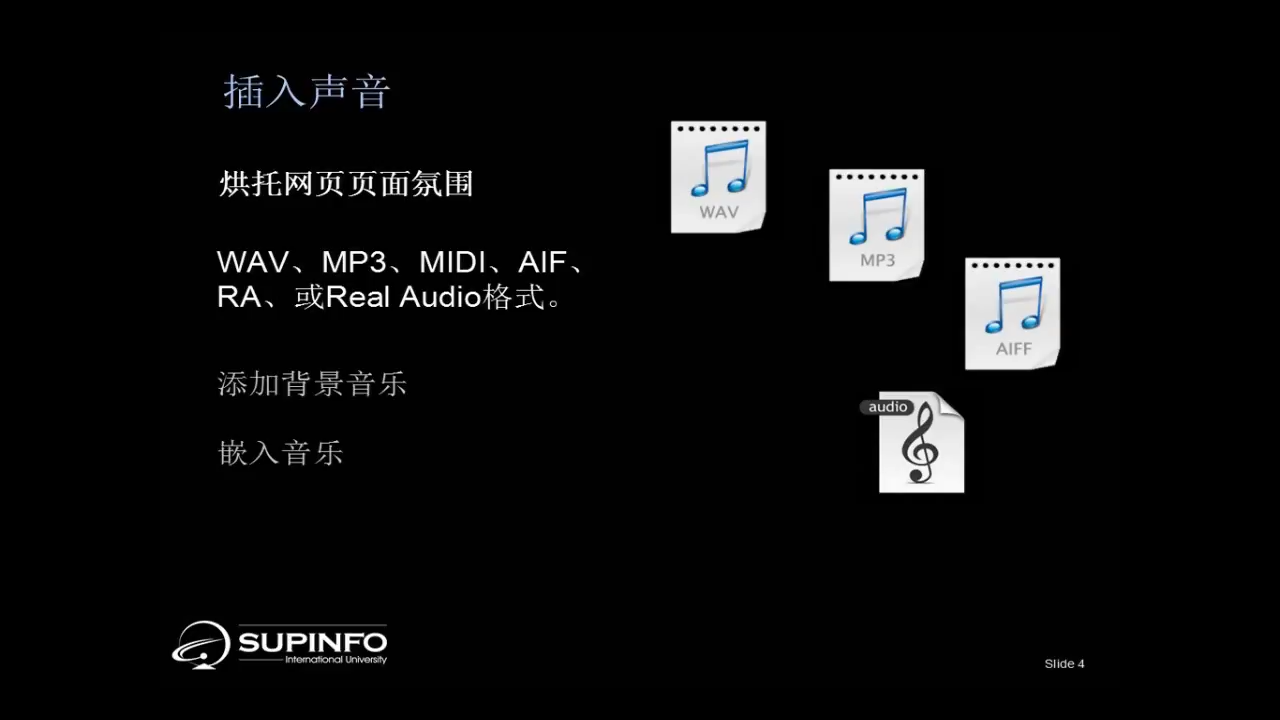 插入声音
烘托网页页面氛围
WAV、MP3、MIDI、AIF、
RA、或Real Audio格式。
添加背景音乐
嵌入音乐
WAV
MP3
AIFF
audio
SUPINFO
International University
Slide 4